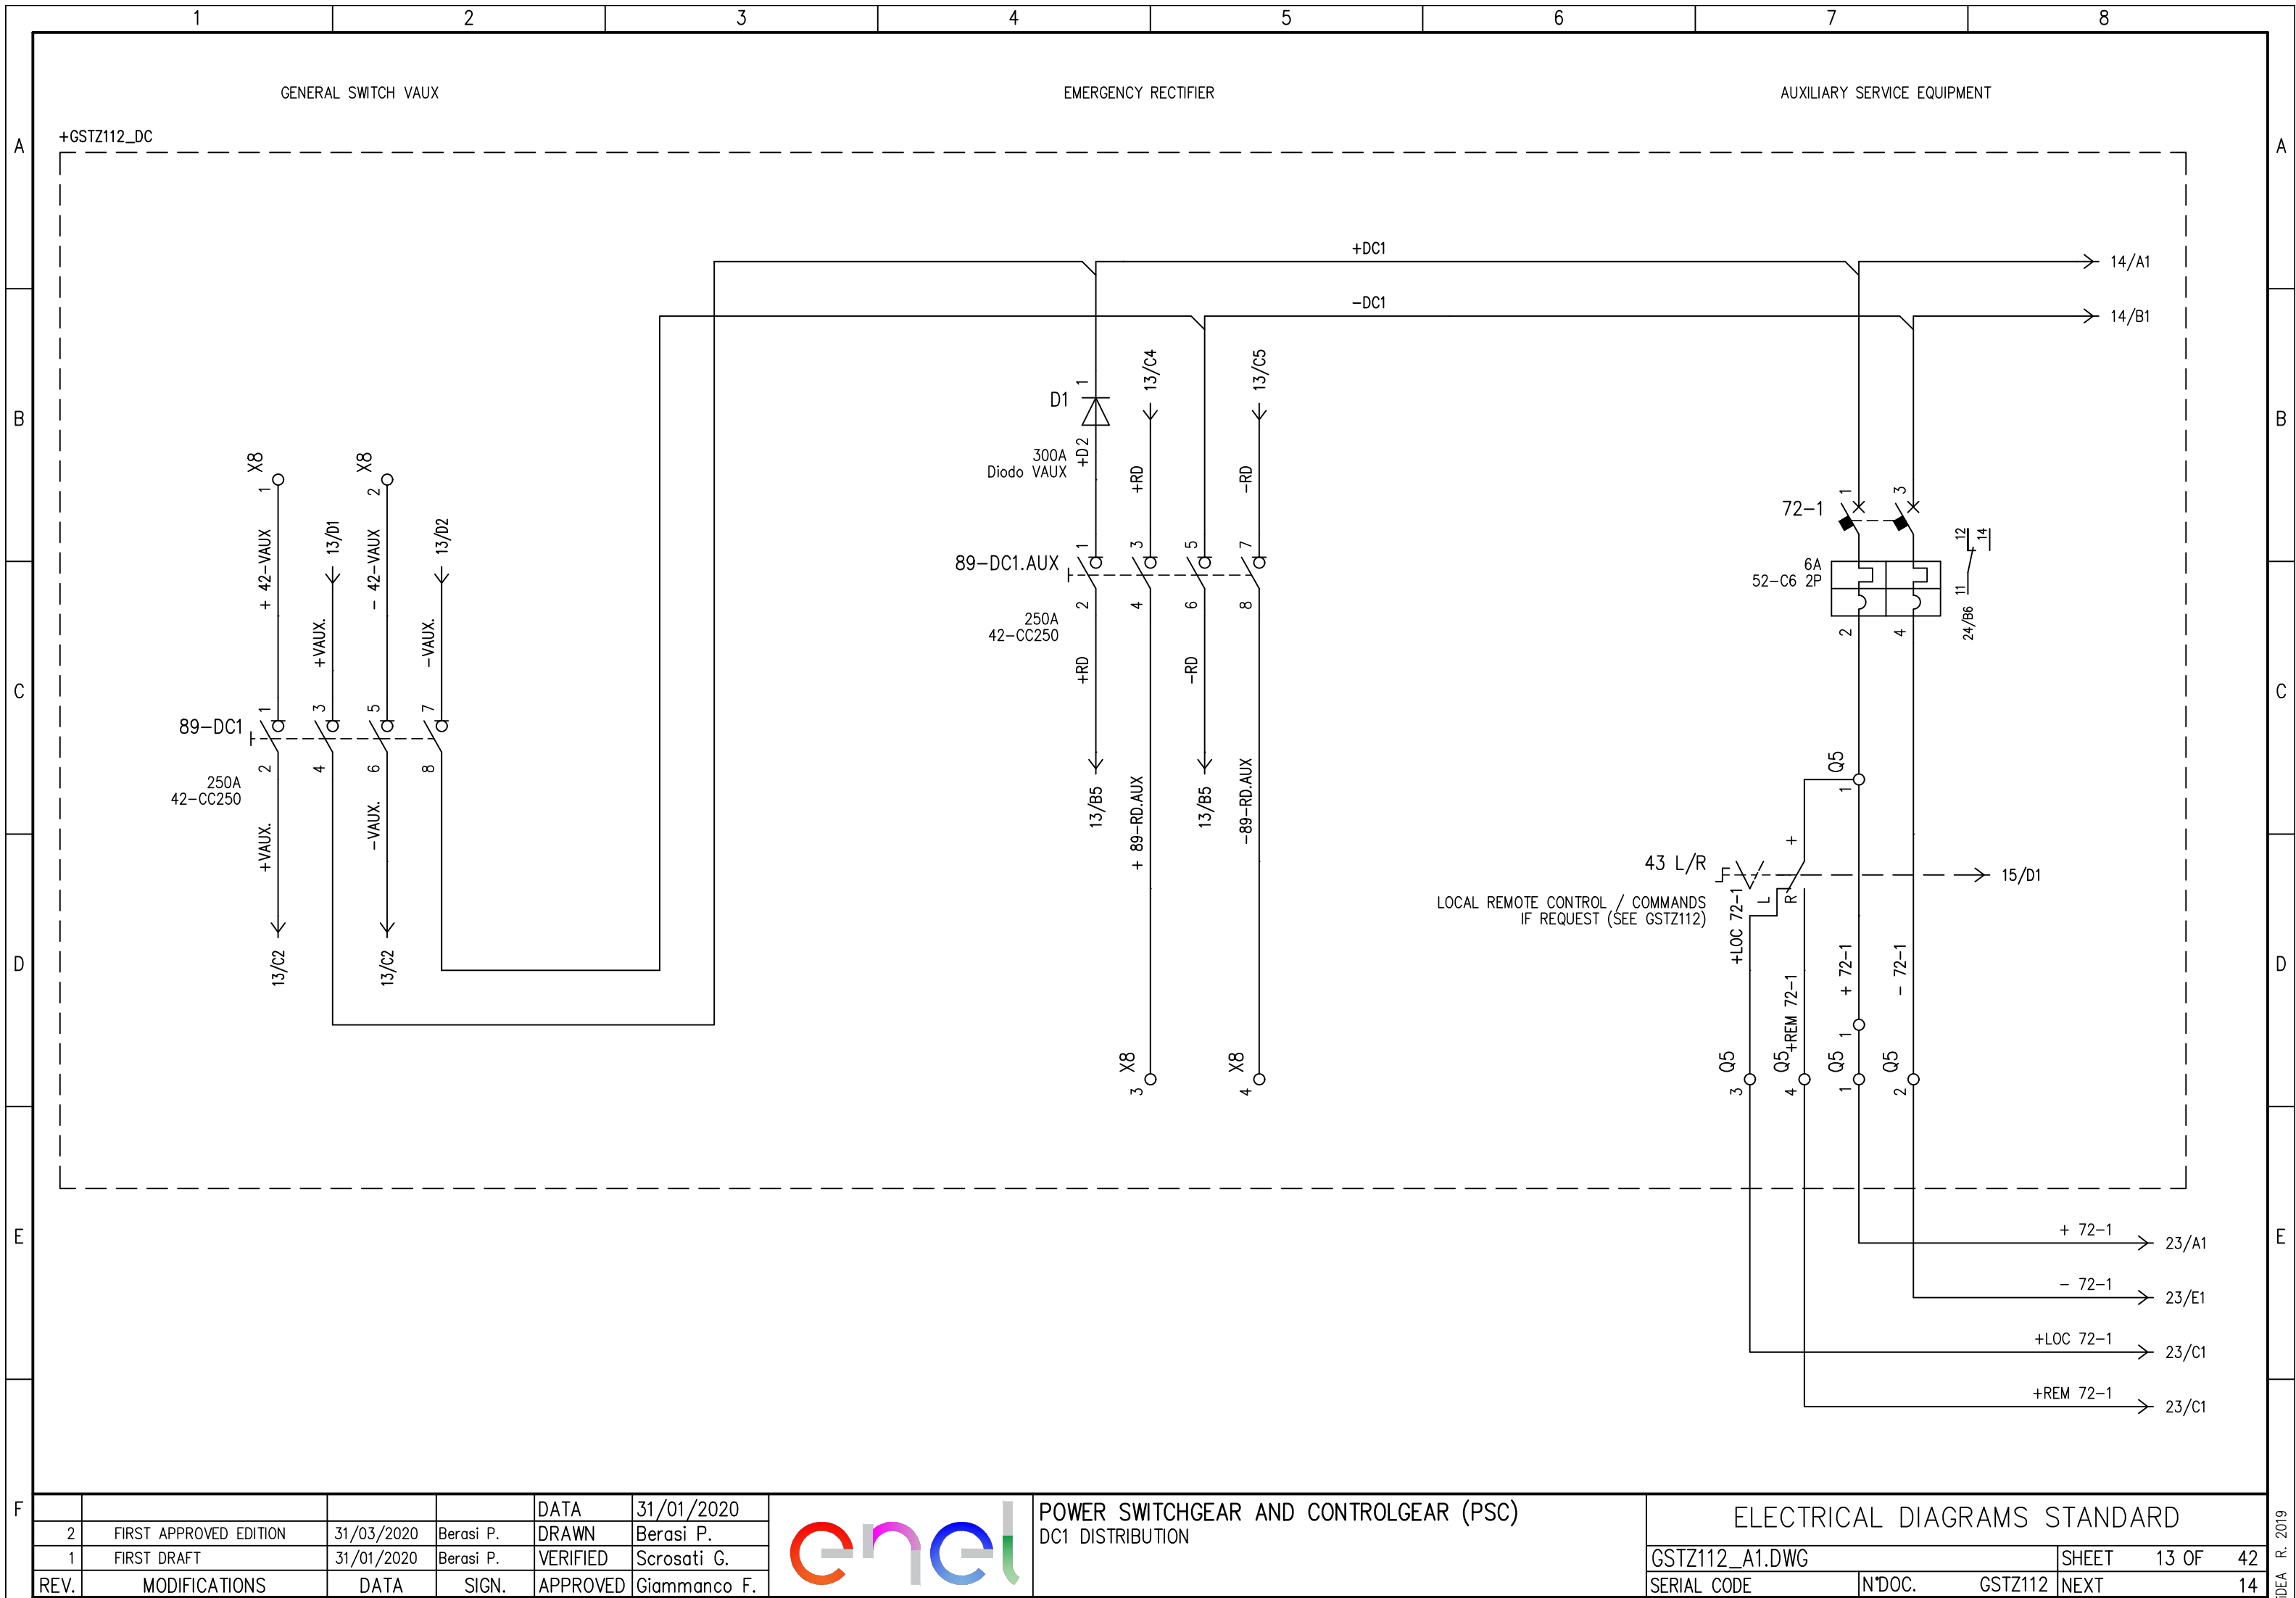 1 2 3 4 5 6 7 8
GENERAL SWITCH VAUX
EMERGENCY RECTIFIER
AUXILIARY SERVICE EQUIPMENT
A
A
+GSTZ112_DC
+DC1
14/A1
-DC1
14/B1
B
B
X8
1
+ 42-VAUX
13/D1
+VAUX.
X8
2
- 42-VAUX
13/D2
-VAUX.
89-DC1
1
2
3
4
5
6
7
8
250A
42-CC250
+VAUX.
13/C2
-VAUX.
13/C2
D1
1
+D2
300A
Diodo VAUX
13/C4
+RD
13/C5
-RD
89-DC1.AUX
1
2
3
4
5
6
7
8
250A
42-CC250
+RD
13/B5
+ 89-RD.AUX
-RD
13/B5
-89-RD.AUX
X8
3
X8
4
72-1
1
3
6A
52-C6 2P
2
4
12
14
11
24/B6
C
C
Q5
1
43 L/R
+
L
R
15/D1
LOCAL REMOTE CONTROL / COMMANDS
IF REQUEST (SEE GSTZ112)
+LOC 72-1
+REM 72-1
+ 72-1
- 72-1
D
D
1
Q5
3
Q5
4
Q5
1
Q5
2
E
E
+ 72-1
23/A1
- 72-1
23/E1
+LOC 72-1
23/C1
+REM 72-1
23/C1
F
DATA 31/01/2020
2 FIRST APPROVED EDITION 31/03/2020 Berasi P. DRAWN Berasi P.
1 FIRST DRAFT 31/01/2020 Berasi P. VERIFIED Scrosati G.
REV. MODIFICATIONS DATA SIGN. APPROVED Giammanco F.
enel
POWER SWITCHGEAR AND CONTROLGEAR (PSC)
DC1 DISTRIBUTION
ELECTRICAL DIAGRAMS STANDARD
GSTZ112_A1.DWG SHEET 13 OF 42
SERIAL CODE N°DOC. GSTZ112 NEXT 14
iDEA R. 2019